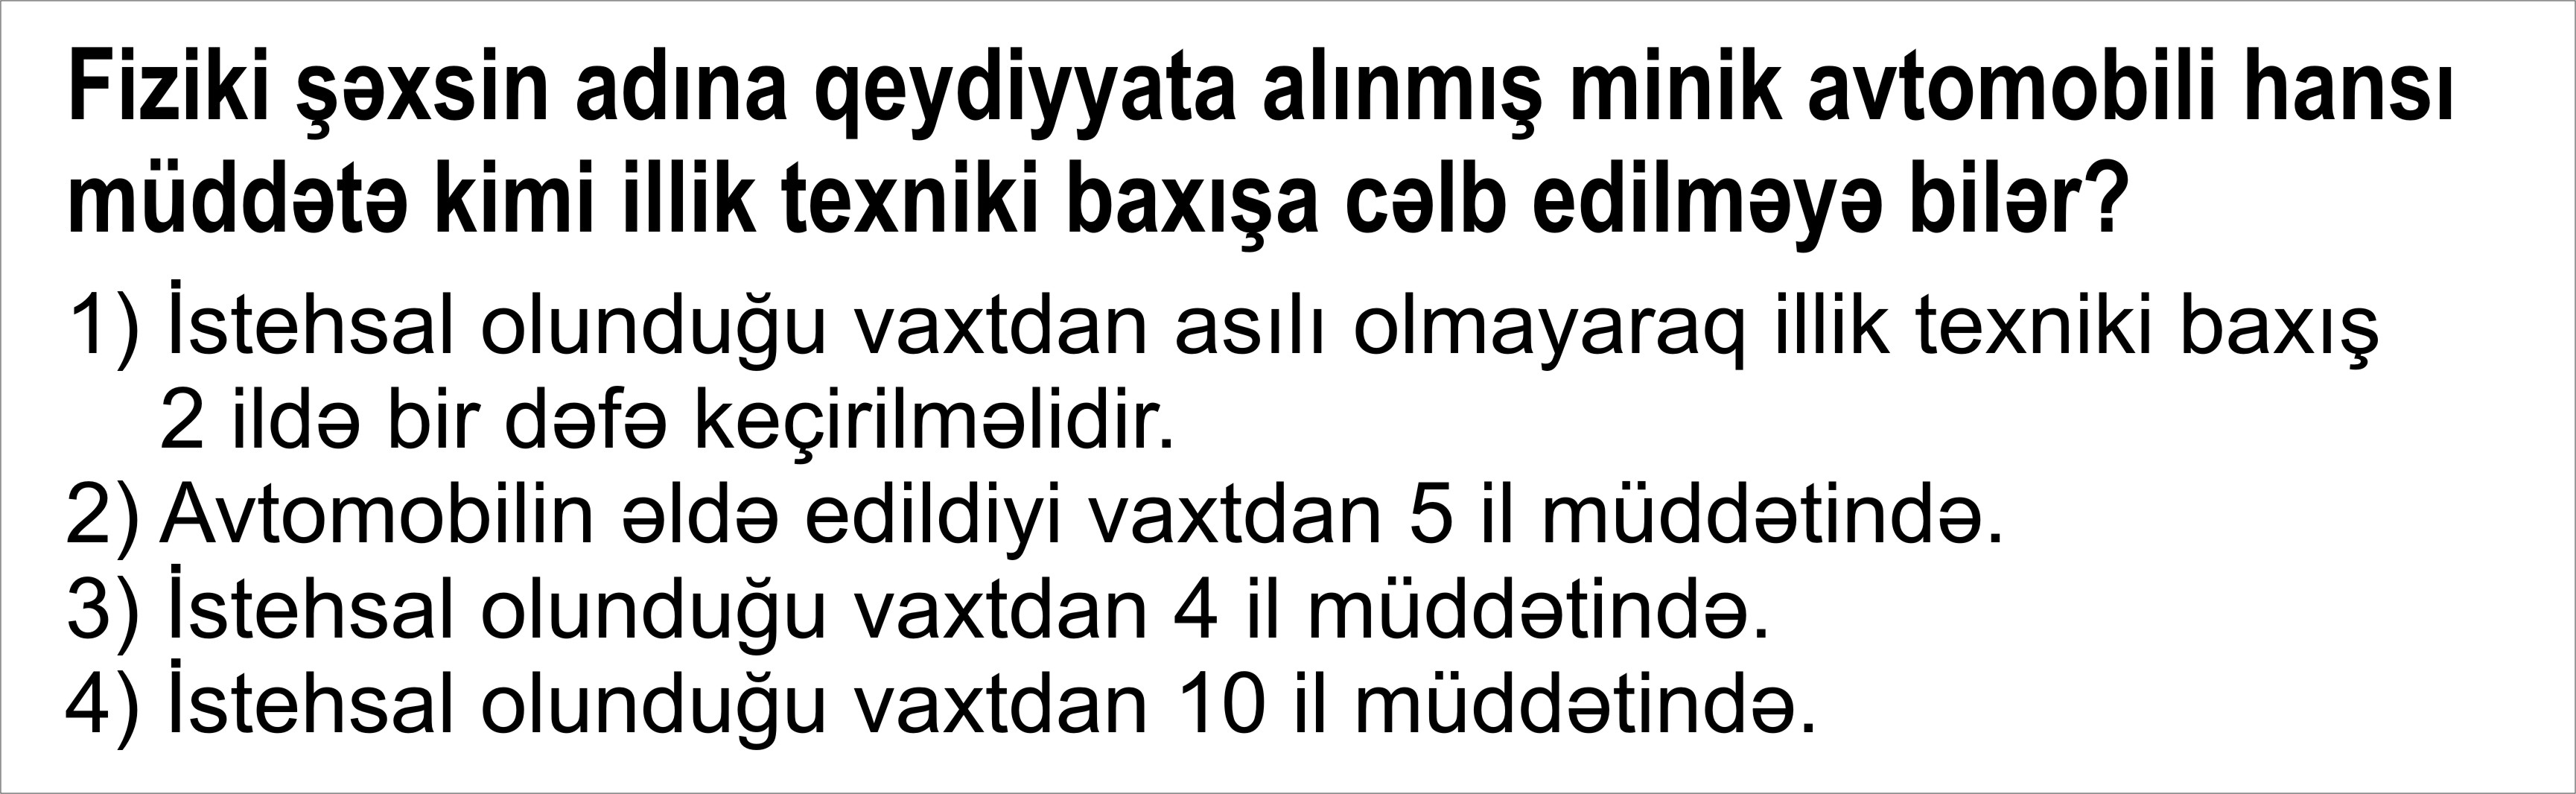 Fiziki şəxsin adına qeydiyyata alınmış minik avtomobili hansı
müddətə kimi illik texniki baxışa cəlb edilməyə bilər?
1) İstehsal olunduğu vaxtdan asılı olmayaraq illik texniki baxış
2 ildə bir dəfə keçirilməlidir.
2) Avtomobilin əldə edildiyi vaxtdan 5 il müddətində.
3) İstehsal olunduğu vaxtdan 4 il müddətində.
4) İstehsal olunduğu vaxtdan 10 il müddətində.